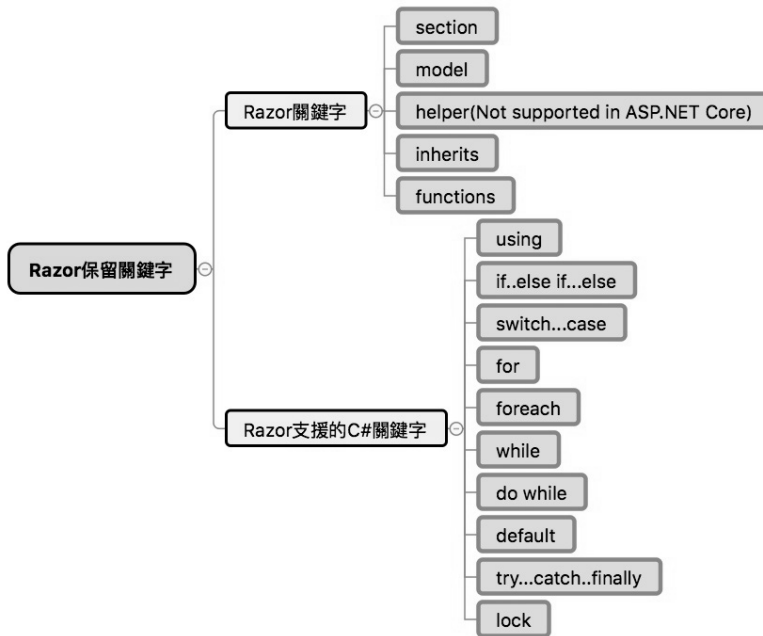 Razor保留關鍵字
Razor關鍵字
section
model
helper(Not supported in ASP.NET Core)
inherits
functions
Razor支援的C#關鍵字
using
if..else if...else
switch...case
for
foreach
while
do while
default
try...catch..finally
lock